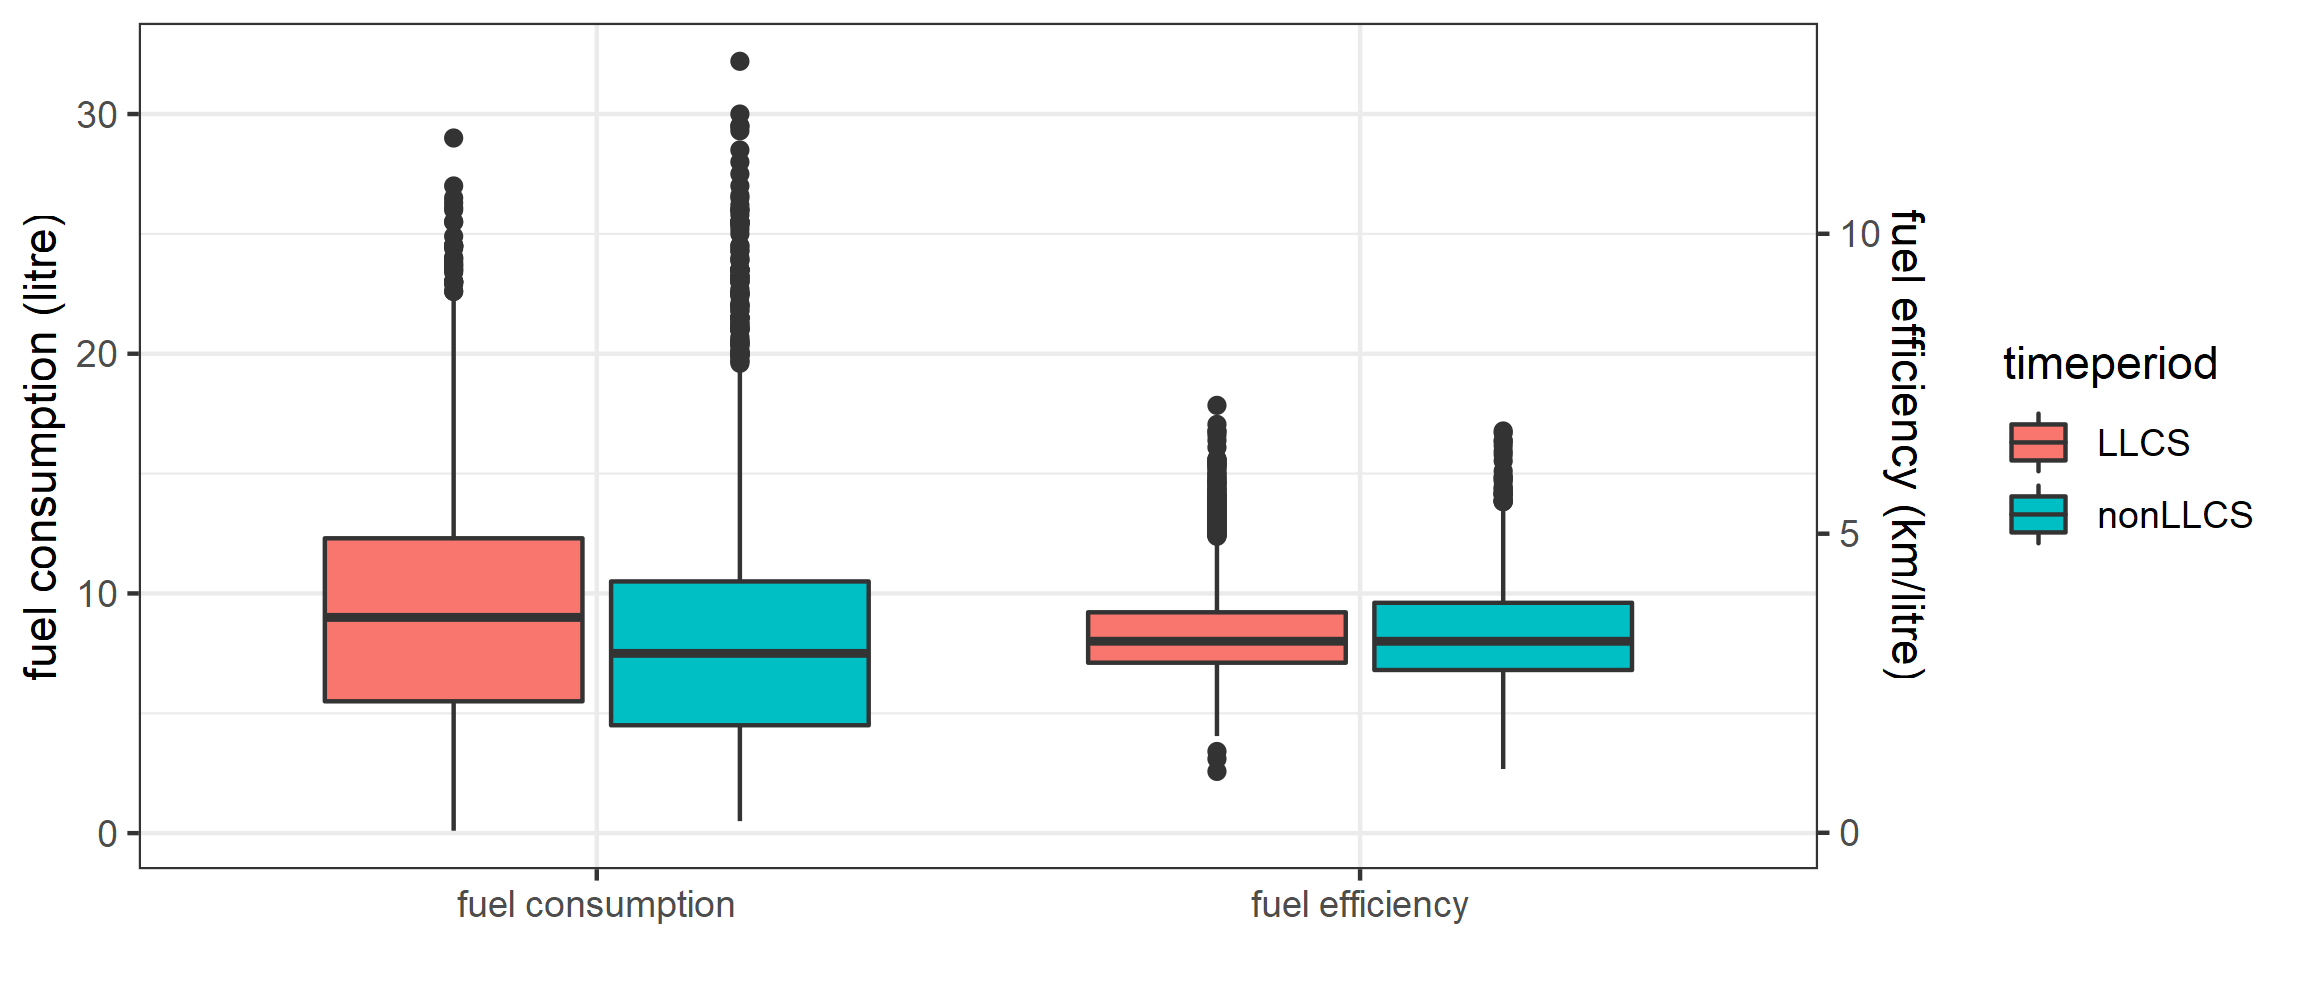 fuel consumption (litre)
30
20
10
0
fuel consumption
fuel efficiency
10
5
0
fuel efficiency (km/litre)
timeperiod
LLCS
nonLLCS